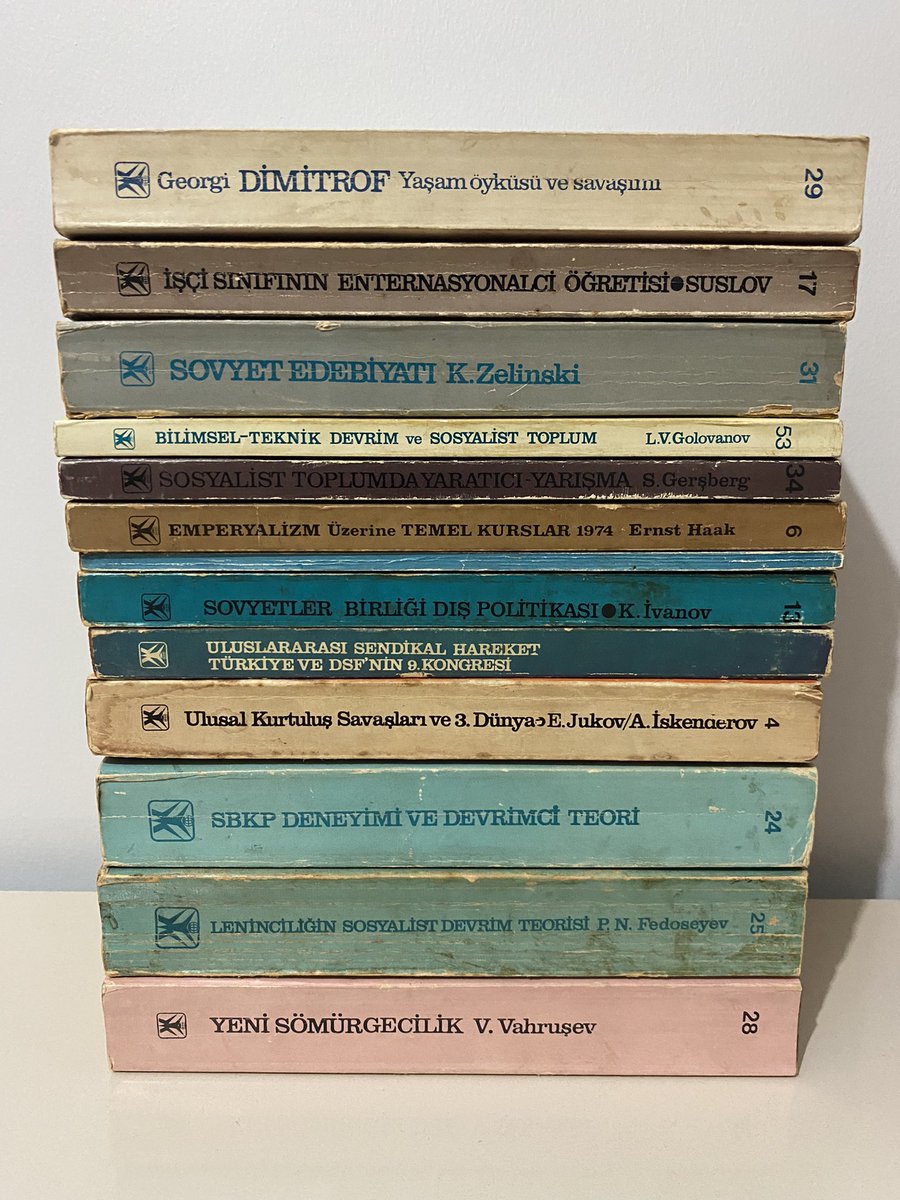 Georgi DİMİTROF Yaşam öyküsü ve savaşımı 29
İŞÇİ SINIFININ ENTERNASYONALCİ ÖĞRETİSİ●SUSLOV 17
SOVYET EDEBİYATI K.Zelinski 31
BİLİMSEL-TEKNİK DEVRİM ve SOSYALİST TOPLUM L.V.Golovanov 53
SOSYALİST TOPLUMDA YARATICI-YARIŞMA S.Gerşberg 34
EMPERYALİZM Üzerine TEMEL KURSLAR 1974 Ernst Haak 6
SOVYETLER BİRLİĞİ DIŞ POLİTIKASI●K.İvanov 13
ULUSLARARASI SENDİKAL HAREKET
TÜRKİYE VE DSF'NİN 9.KONGRESİ
Ulusal Kurtuluş Savaşları ve 3. Dünya E.Jukov/A.İskenderov 4
SBKP DENEYİMİ VE DEVRİMCİ TEORİ 24
LENİNCİLİĞİN SOSYALİST DEVRİM TEORİSİ P.N. Fedoseyev 25
YENİ SÖMÜRGECİLİK V. Vahruşev 28